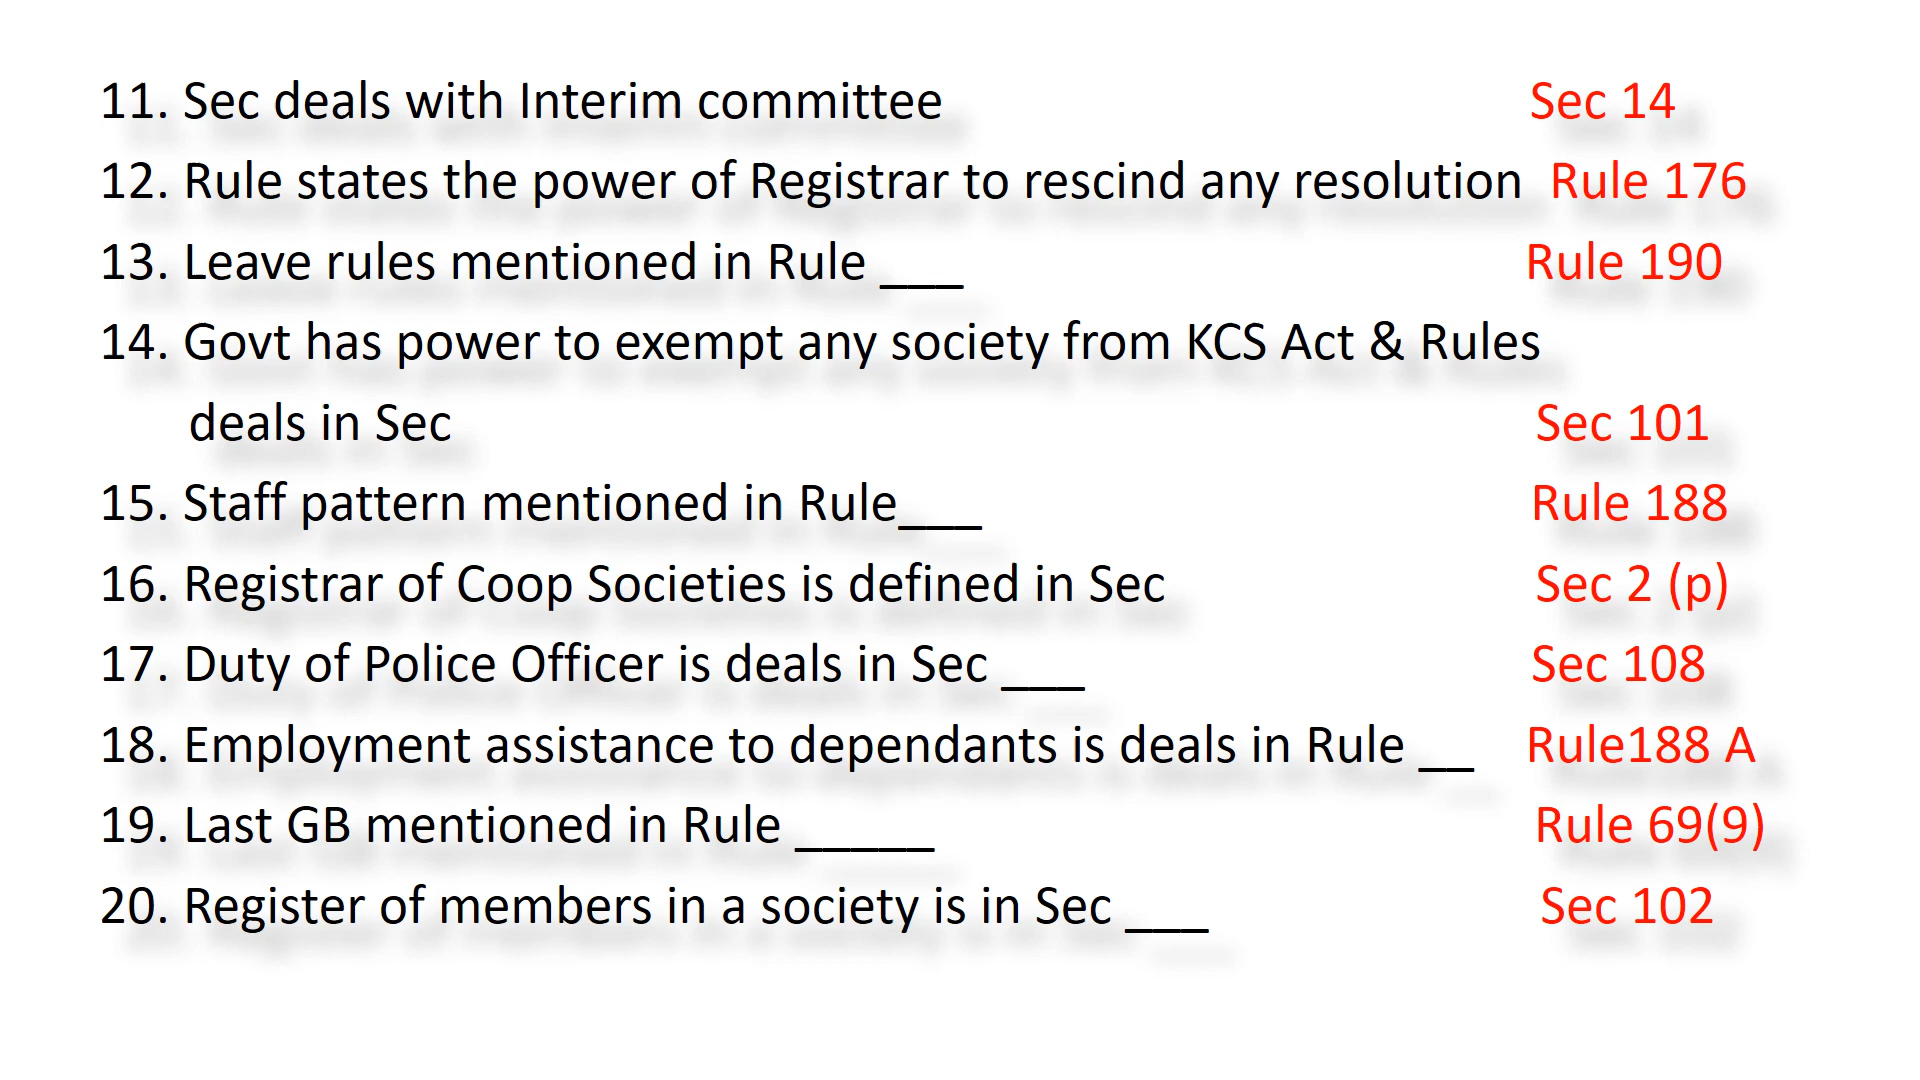 11. Sec deals with Interim committee Sec 14
12. Rule states the power of Registrar to rescind any resolution Rule 176
13. Leave rules mentioned in Rule ___ Rule 190
14. Govt has power to exempt any society from KCS Act & Rules
deals in Sec Sec 101
15. Staff pattern mentioned in Rule___ Rule 188
16. Registrar of Coop Societies is defined in Sec Sec 2 (p)
17. Duty of Police Officer is deals in Sec ___ Sec 108
18. Employment assistance to dependants is deals in Rule __ Rule188 A
19. Last GB mentioned in Rule _____ Rule 69(9)
20. Register of members in a society is in Sec ___ Sec 102